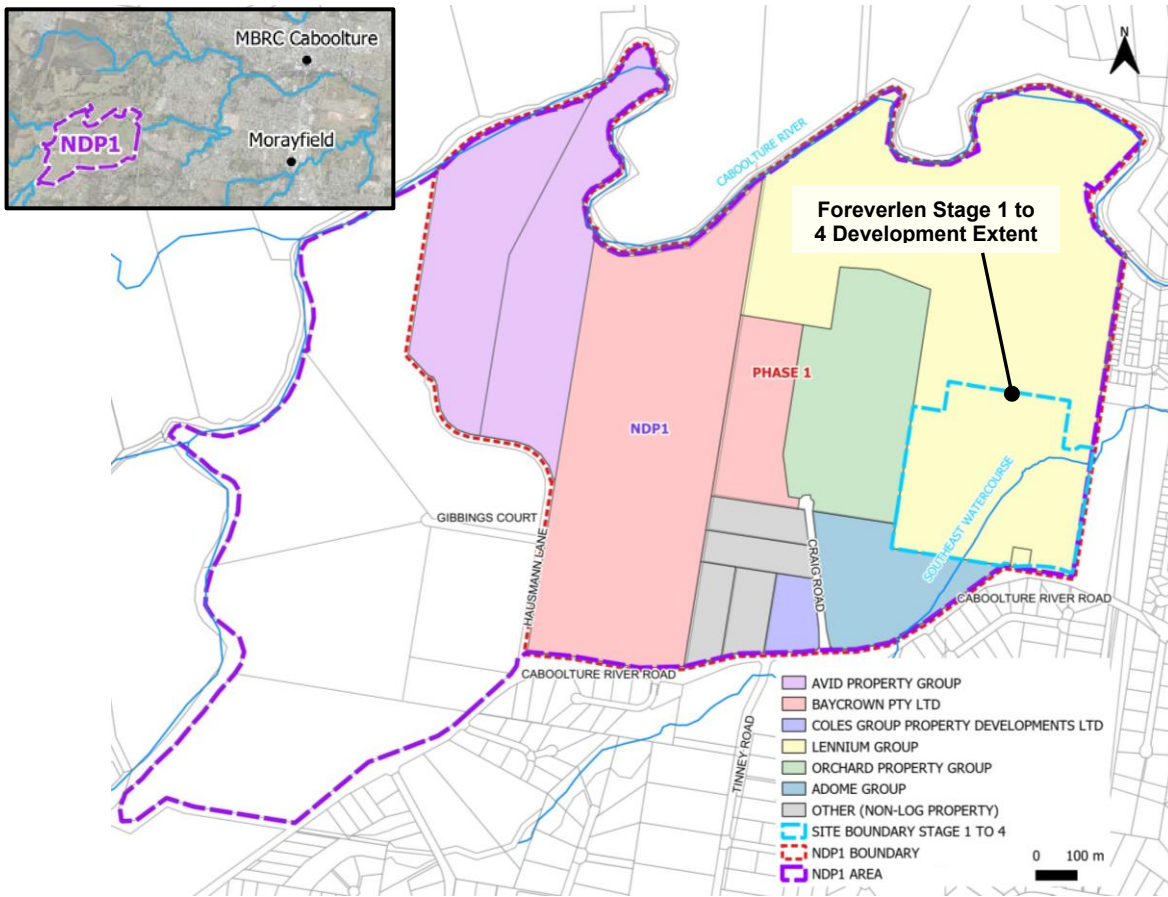 MBRC Caboolture
NDP1
Morayfield
N
CABOOLTURE RIVER
Foreverlen Stage 1 to
4 Development Extent
PHASE 1
NDP1
SOUTHEAST WATERCOURSE
GIBBINGS COURT
HAUSMANN LANE
CRAIG ROAD
CABOOLTURE RIVER ROAD
CABOOLTURE RIVER ROAD
TINNEY ROAD
AVID PROPERTY GROUP
BAYCROWN PTY LTD
COLES GROUP PROPERTY DEVELOPMENTS LTD
LENNIUM GROUP
ORCHARD PROPERTY GROUP
ADOME GROUP
OTHER (NON-LOG PROPERTY)
SITE BOUNDARY STAGE 1 TO 4
NDP1 BOUNDARY
NDP1 AREA
0 100 m